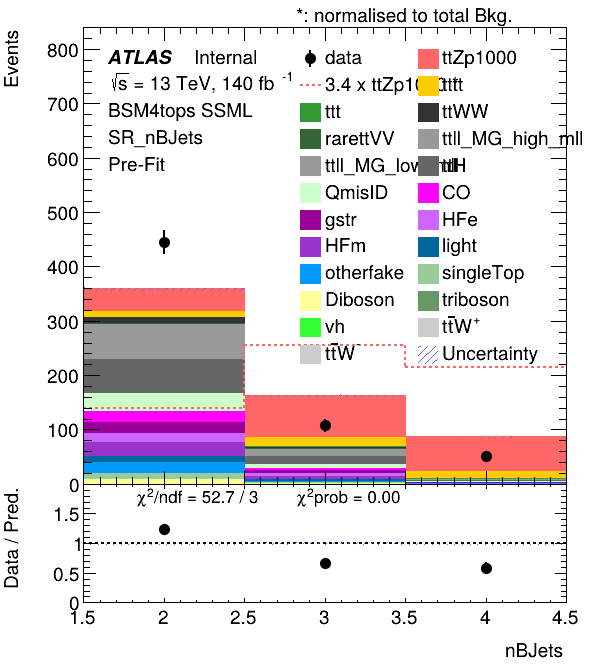 *: normalised to total Bkg.
Events
ATLAS Internal
√s = 13 TeV, 140 fb⁻¹
BSM4tops SSML
SR_nBJets
Pre-Fit
data
ttZp1000
3.4 x ttZp1000
tttt
ttt
ttWW
rarettVV
ttll_MG_high_mll
ttll_MG_low_mll
ttH
QmisID
CO
gstr
HFe
HFm
light
otherfake
singleTop
Diboson
triboson
vh
tt̄W⁺
tt̄W
Uncertainty
800
700
600
500
400
300
200
100
0
χ²/ndf = 52.7 / 3 χ²prob = 0.00
Data / Pred.
1.5
1
0.5
0
1.5 2 2.5 3 3.5 4 4.5
nBJets